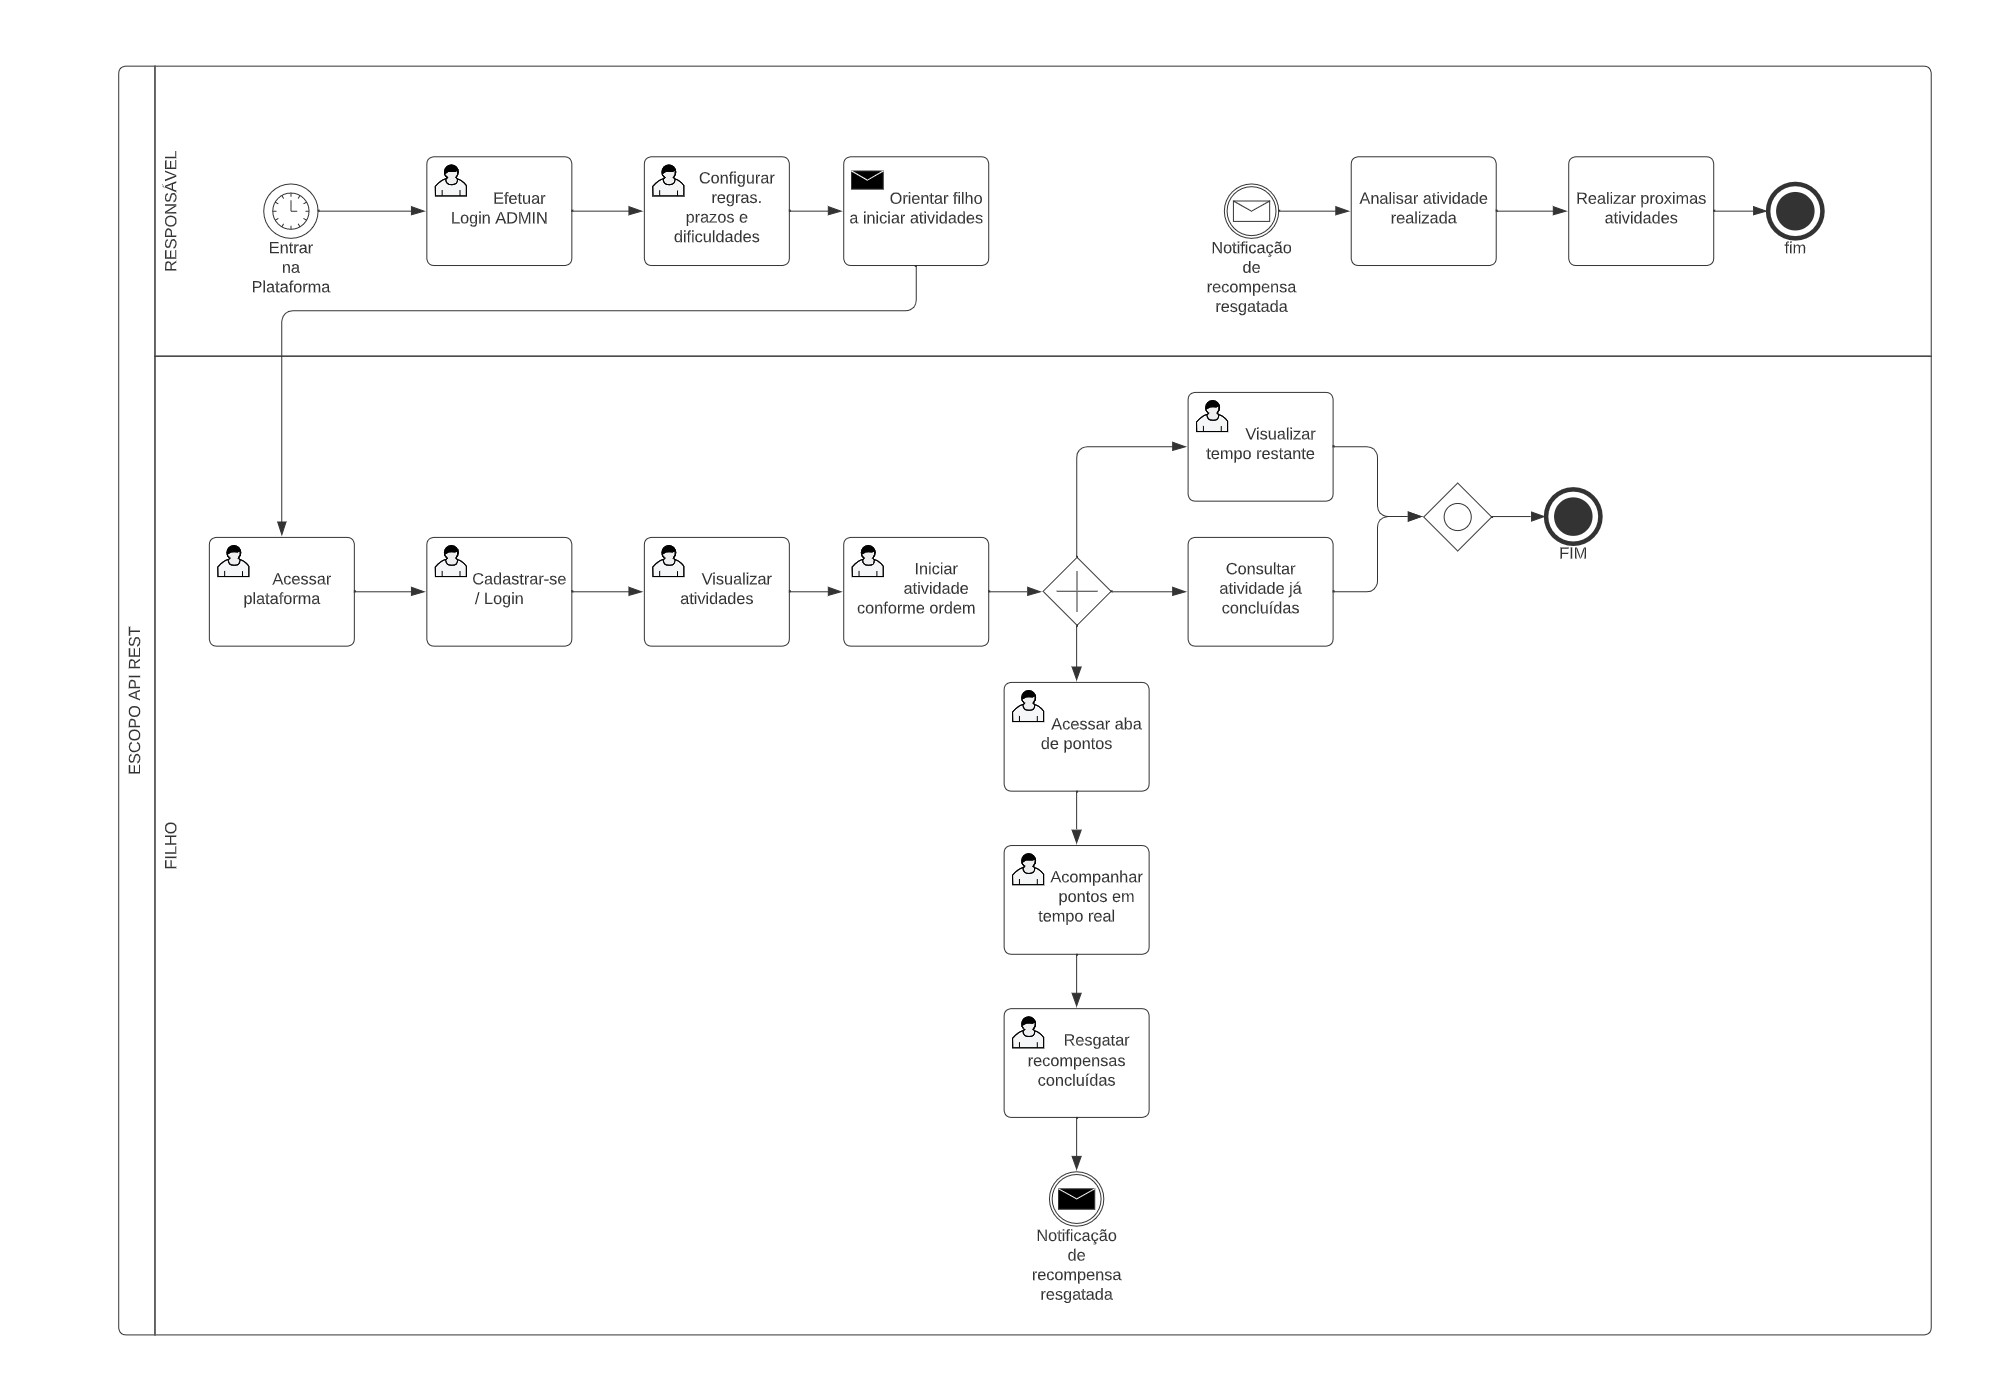 ESCOPO API REST
RESPONSÁVEL
Entrar
na
Plataforma
Efetuar
Login ADMIN
Configurar
regras.
prazos e
dificuldades
Orientar filho
a iniciar atividades
Notificação
de
recompensa
resgatada
Analisar atividade
realizada
Realizar proximas
atividades
fim
FILHO
Acessar
plataforma
Cadastrar-se
/ Login
Visualizar
atividades
Iniciar
atividade
conforme ordem
Visualizar
tempo restante
Consultar
atividade já
concluídas
FIM
Acessar aba
de pontos
Acompanhar
pontos em
tempo real
Resgatar
recompensas
concluídas
Notificação
de
recompensa
resgatada